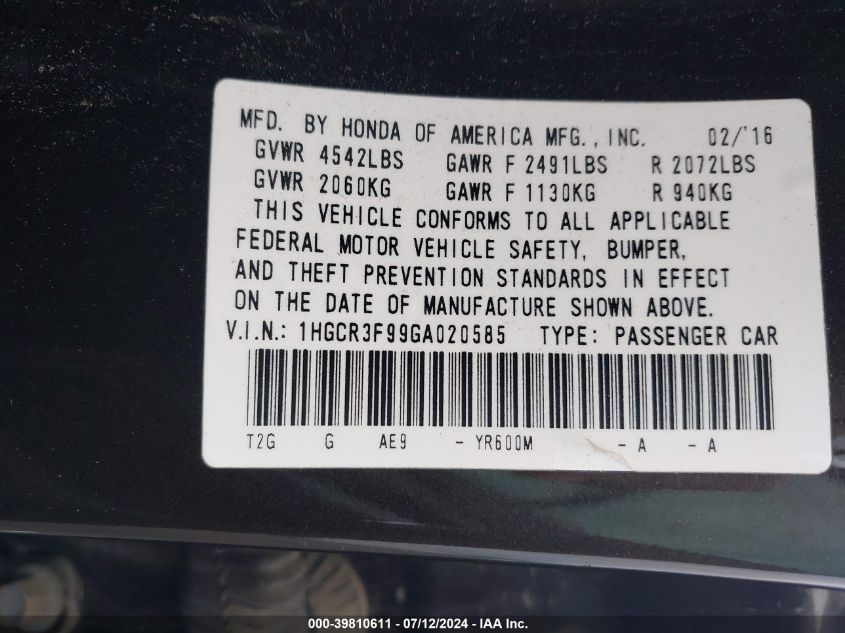 MFD. BY HONDA OF AMERICA MFG., INC. 02/'16
GVWR 4542LBS GAWR F 2491LBS R 2072LBS
GVWR 2060KG GAWR F 1130KG R 940KG
THIS VEHICLE CONFORMS TO ALL APPLICABLE
FEDERAL MOTOR VEHICLE SAFETY, BUMPER,
AND THEFT PREVENTION STANDARDS IN EFFECT
ON THE DATE OF MANUFACTURE SHOWN ABOVE.
V.I.N.: 1HGCR3F99GA020585 TYPE: PASSENGER CAR
T2G G AE9 - YR600M - A - A
000-39810611 - 07/12/2024 - IAA Inc.